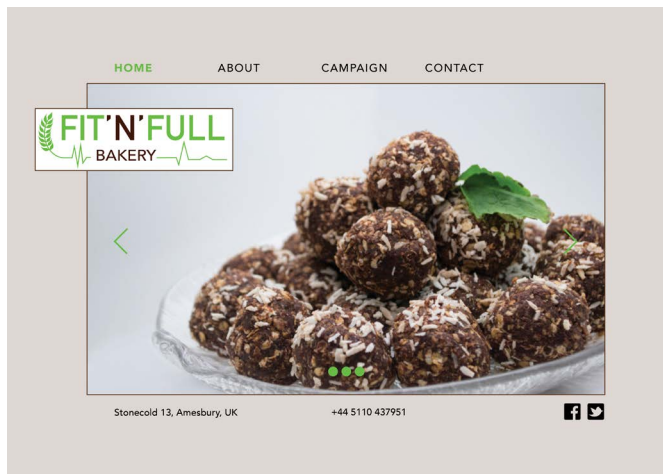 HOME ABOUT CAMPAIGN CONTACT
FIT'N'FULL
BAKERY
Stonecold 13, Amesbury, UK +44 5110 437951